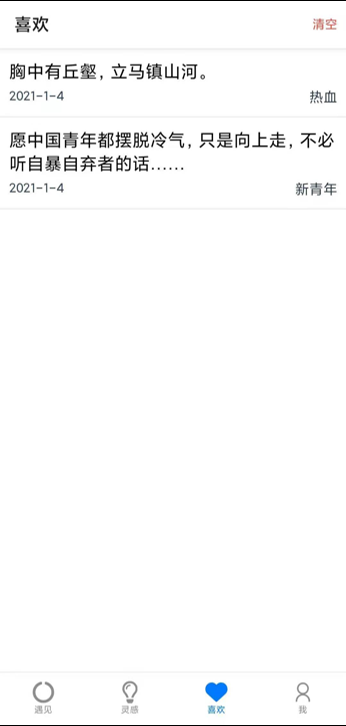 喜欢
清空
胸中有丘壑，立马镇山河。
2021-1-4
热血
愿中国青年都摆脱冷气，只是向上走，不必
听自暴自弃者的话……
2021-1-4
新青年
遇见
灵感
喜欢
我